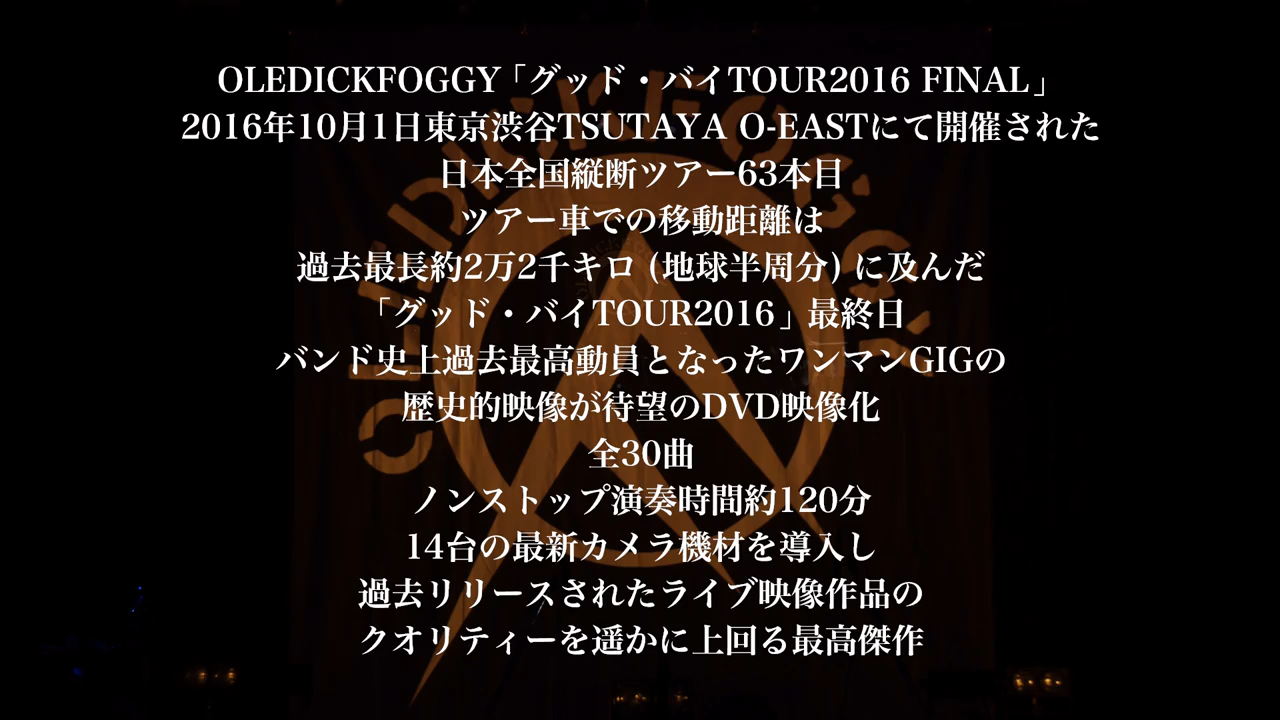 OLEDICKFOGGY「グッド・バイTOUR2016 FINAL」
2016年10月1日東京渋谷TSUTAYA O-EASTにて開催された
日本全国縦断ツアー63本目
ツアー車での移動距離は
過去最長約2万2千キロ (地球半周分) に及んだ
「グッド・バイTOUR2016」最終日
バンド史上過去最高動員となったワンマンGIGの
歴史的映像が待望のDVD映像化
全30曲
ノンストップ演奏時間約120分
14台の最新カメラ機材を導入し
過去リリースされたライブ映像作品の
クオリティーを遥かに上回る最高傑作
OLEDICKFOGGY